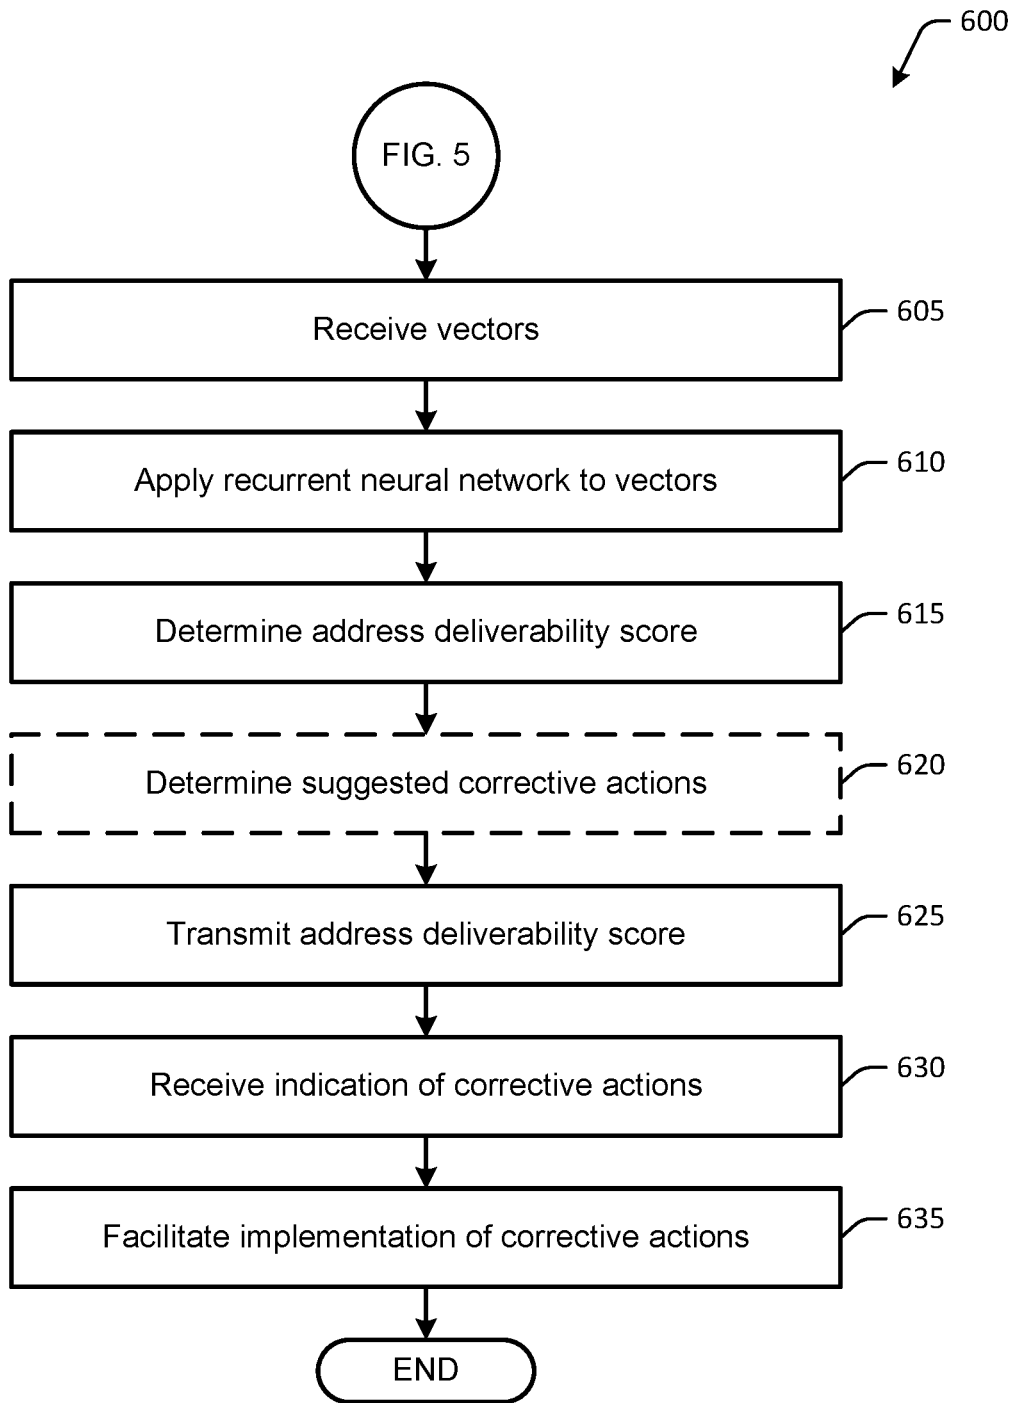 600
FIG. 5
Receive vectors
605
Apply recurrent neural network to vectors
610
Determine address deliverability score
615
Determine suggested corrective actions
620
Transmit address deliverability score
625
Receive indication of corrective actions
630
Facilitate implementation of corrective actions
635
END